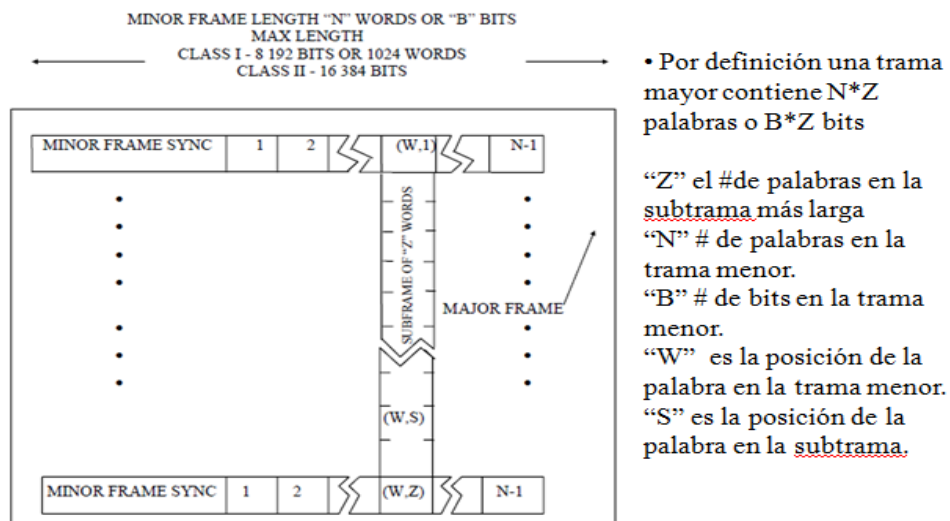 MINOR FRAME LENGTH “N” WORDS OR “B” BITS
MAX LENGTH
CLASS I - 8 192 BITS OR 1024 WORDS
CLASS II - 16 384 BITS
MINOR FRAME SYNC 1 2 (W,1) N-1
SUBFRAME OF “Z” WORDS
MAJOR FRAME
(W,S)
MINOR FRAME SYNC 1 2 (W,Z) N-1
• Por definición una trama
mayor contiene N*Z
palabras o B*Z bits
“Z” el #de palabras en la
subtrama más larga
“N” # de palabras en la
trama menor.
“B” # de bits en la trama
menor.
“W” es la posición de la
palabra en la trama menor.
“S” es la posición de la
palabra en la subtrama.